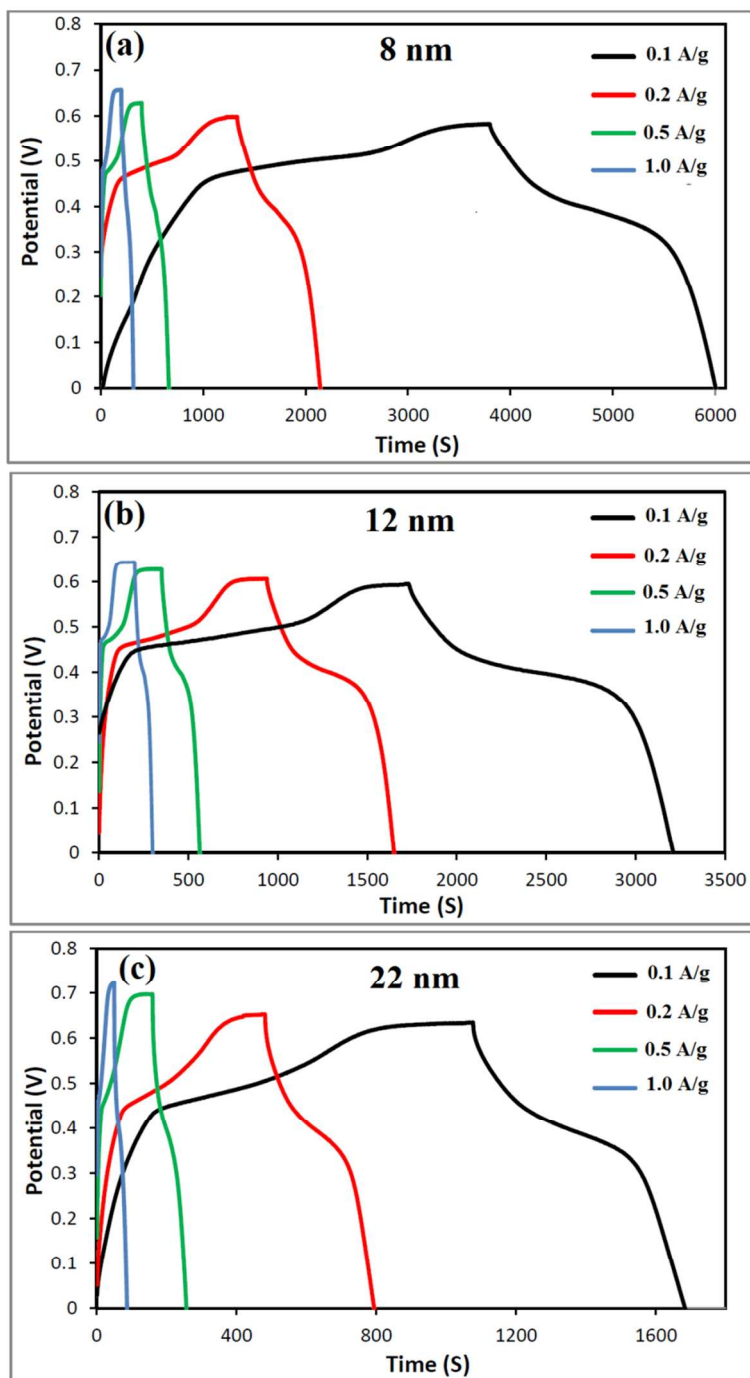 (a)
8 nm
0.1 A/g
0.2 A/g
0.5 A/g
1.0 A/g
Potential (V)
0.8
0.7
0.6
0.5
0.4
0.3
0.2
0.1
0
0 1000 2000 3000 4000 5000 6000
Time (S)
(b)
12 nm
0.1 A/g
0.2 A/g
0.5 A/g
1.0 A/g
Potential (V)
0.8
0.7
0.6
0.5
0.4
0.3
0.2
0.1
0
0 500 1000 1500 2000 2500 3000 3500
Time (S)
(c)
22 nm
0.1 A/g
0.2 A/g
0.5 A/g
1.0 A/g
Potential (V)
0.8
0.7
0.6
0.5
0.4
0.3
0.2
0.1
0
0 400 800 1200 1600
Time (S)